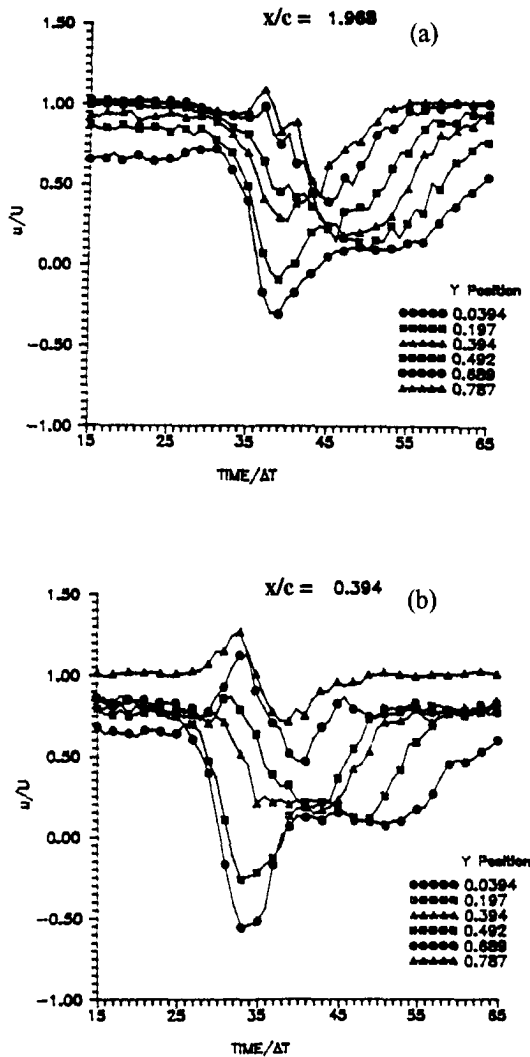 x/c = 1.968
(a)
1.50
1.00
0.50
0.00
-0.50
-1.00
u/U
Y Position
0.0394
0.197
0.394
0.492
0.689
0.787
15 25 35 45 55 65
TIME/ΔT
x/c = 0.394
(b)
1.50
1.00
0.50
0.00
-0.50
-1.00
u/U
Y Position
0.0394
0.197
0.394
0.492
0.689
0.787
15 25 35 45 55 65
TIME/ΔT